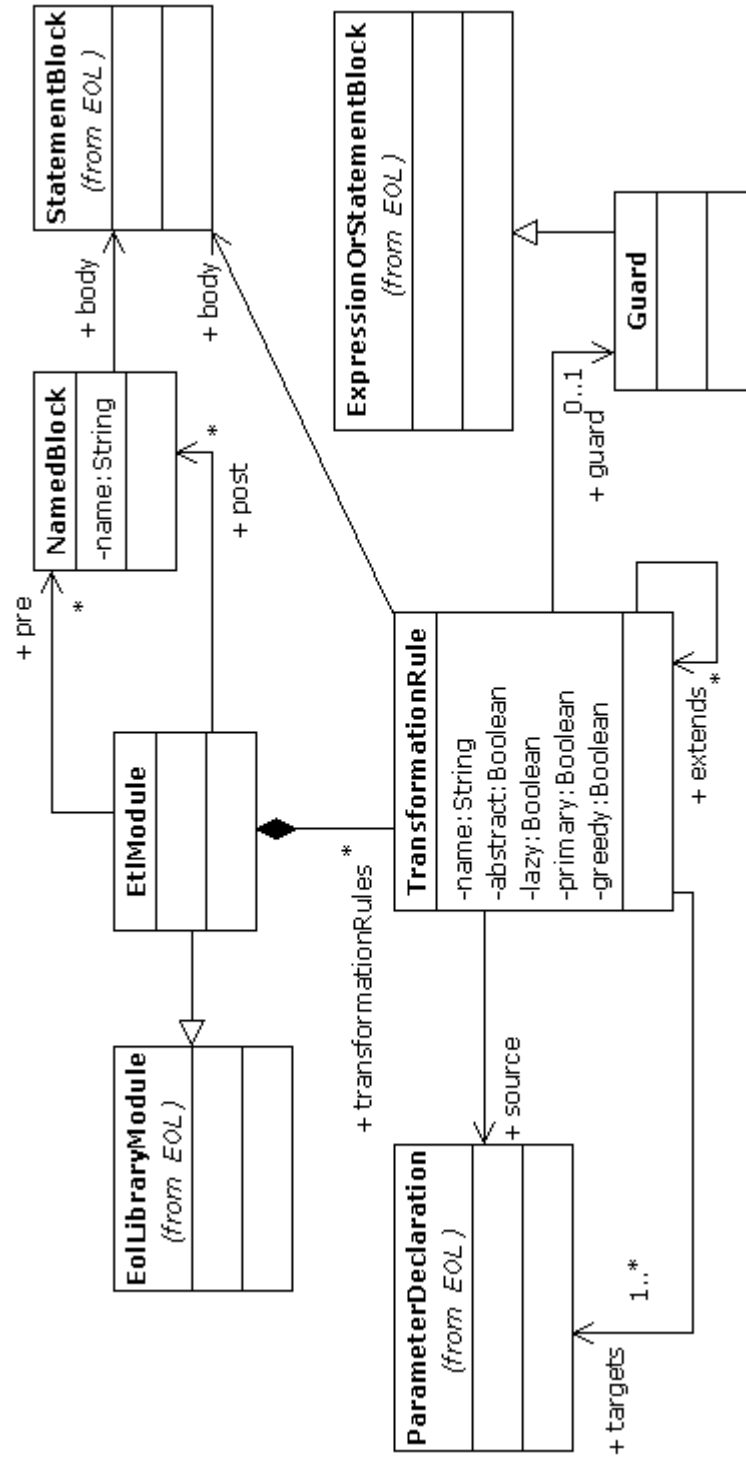 EolLibraryModule
(from EOL)
EtlModule
+ pre
*
NamedBlock
-name:String
+ body
StatementBlock
(from EOL)
*
+ post
+ body
+ transformationRules
*
ParameterDeclaration
(from EOL)
+ source
TransformationRule
-name:String
-abstract:Boolean
-lazy:Boolean
-primary:Boolean
-greedy:Boolean
ExpressionOrStatementBlock
(from EOL)
0..1
+ guard
Guard
1..*
+ targets
+ extends
*